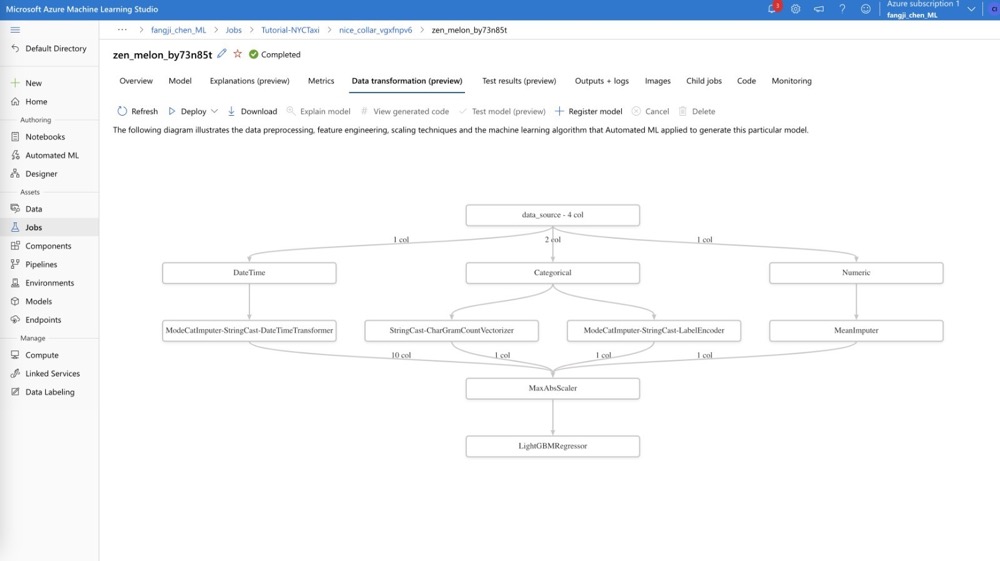 Microsoft Azure Machine Learning Studio
3
Azure subscription 1
fangji_chen_ML
Default Directory
New
Home
Authoring
Notebooks
Automated ML
Designer
Assets
Data
Jobs
Components
Pipelines
Environments
Models
Endpoints
Manage
Compute
Linked Services
Data Labeling
··· > fangji_chen_ML > Jobs > Tutorial-NYCTaxi > nice_collar_vgxfnpv6 > zen_melon_by73n85t
zen_melon_by73n85t Completed
Overview Model Explanations (preview) Metrics Data transformation (preview) Test results (preview) Outputs + logs Images Child jobs Code Monitoring
Refresh Deploy Download Explain model View generated code Test model (preview) Register model Cancel Delete
The following diagram illustrates the data preprocessing, feature engineering, scaling techniques and the machine learning algorithm that Automated ML applied to generate this particular model.
data_source - 4 col
1 col 2 col 1 col
DateTime Categorical Numeric
ModeCatImputer-StringCast-DateTimeTransformer StringCast-CharGramCountVectorizer ModeCatImputer-StringCast-LabelEncoder MeanImputer
10 col 1 col 1 col 1 col
MaxAbsScaler
LightGBMRegressor